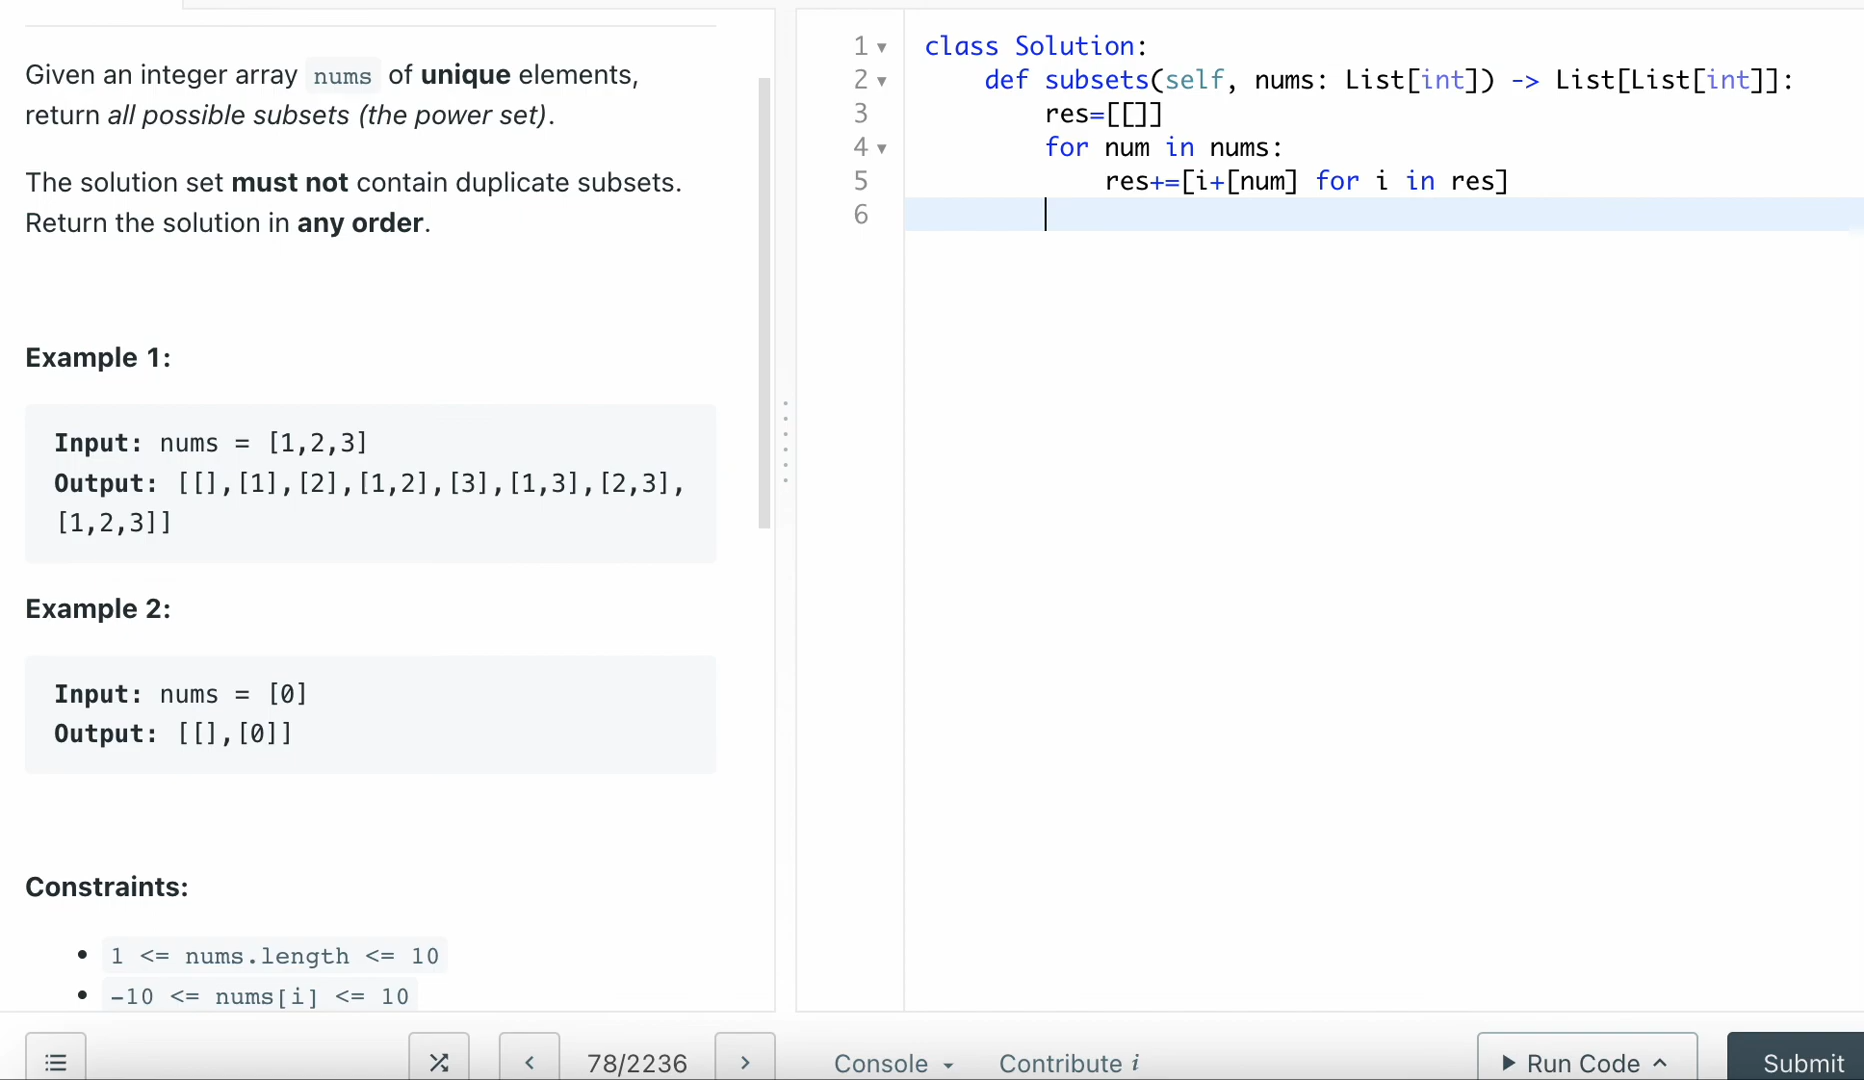 Given an integer array nums of unique elements,
return all possible subsets (the power set).
The solution set must not contain duplicate subsets.
Return the solution in any order.
Example 1:
Input: nums = [1,2,3]
Output: [[],[1],[2],[1,2],[3],[1,3],[2,3],
[1,2,3]]
Example 2:
Input: nums = [0]
Output: [[],[0]]
Constraints:
• 1 <= nums.length <= 10
• -10 <= nums[i] <= 10
78/2236
1 class Solution:
2 def subsets(self, nums: List[int]) -> List[List[int]]:
3 res=[[]]
4 for num in nums:
5 res+=[i+[num] for i in res]
6
Console
Contribute i
Run Code
Submit